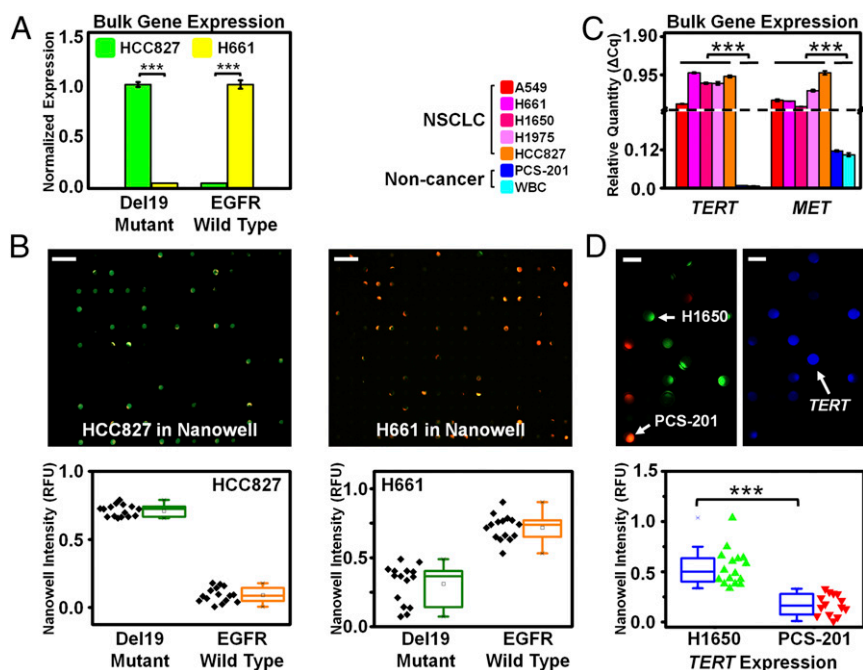 A
Bulk Gene Expression
HCC827
H661
***
***
Normalized Expression
1.5
1.0
0.5
0.0
Del19
Mutant
EGFR
Wild Type
NSCLC
A549
H661
H1650
H1975
HCC827
Non-cancer
PCS-201
WBC
C
Bulk Gene Expression
***
***
Relative Quantity (ΔCq)
1.90
0.95
0.12
0.0
TERT
MET
B
HCC827 in Nanowell
H661 in Nanowell
HCC827
Nanowell Intensity (RFU)
1.0
0.5
0.0
Del19
Mutant
EGFR
Wild Type
H661
Nanowell Intensity (RFU)
1.0
0.5
0.0
Del19
Mutant
EGFR
Wild Type
D
H1650
PCS-201
TERT
***
Nanowell Intensity (RFU)
1.5
1.0
0.5
0.0
H1650
PCS-201
TERT Expression